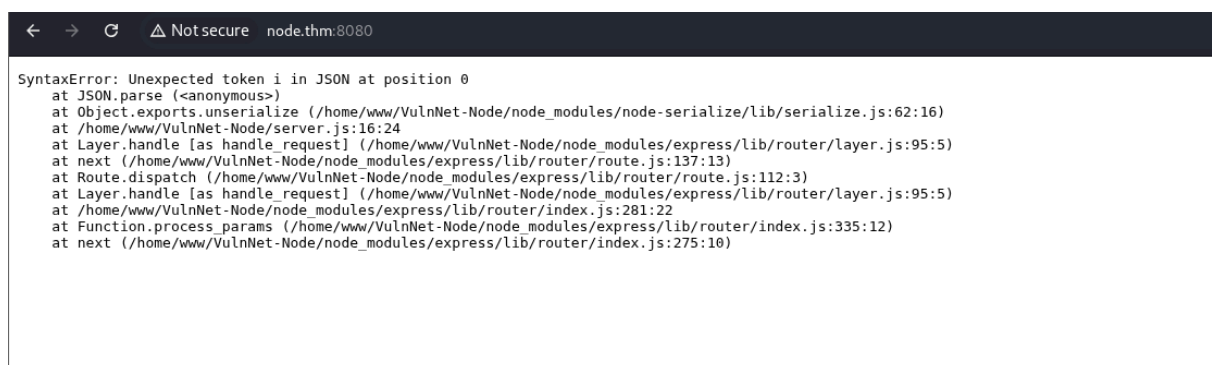 Not secure node.thm:8080
SyntaxError: Unexpected token i in JSON at position 0
at JSON.parse (<anonymous>)
at Object.exports.unserialize (/home/www/VulnNet-Node/node_modules/node-serialize/lib/serialize.js:62:16)
at /home/www/VulnNet-Node/server.js:16:24
at Layer.handle [as handle_request] (/home/www/VulnNet-Node/node_modules/express/lib/router/layer.js:95:5)
at next (/home/www/VulnNet-Node/node_modules/express/lib/router/route.js:137:13)
at Route.dispatch (/home/www/VulnNet-Node/node_modules/express/lib/router/route.js:112:3)
at Layer.handle [as handle_request] (/home/www/VulnNet-Node/node_modules/express/lib/router/layer.js:95:5)
at /home/www/VulnNet-Node/node_modules/express/lib/router/index.js:281:22
at Function.process_params (/home/www/VulnNet-Node/node_modules/express/lib/router/index.js:335:12)
at next (/home/www/VulnNet-Node/node_modules/express/lib/router/index.js:275:10)